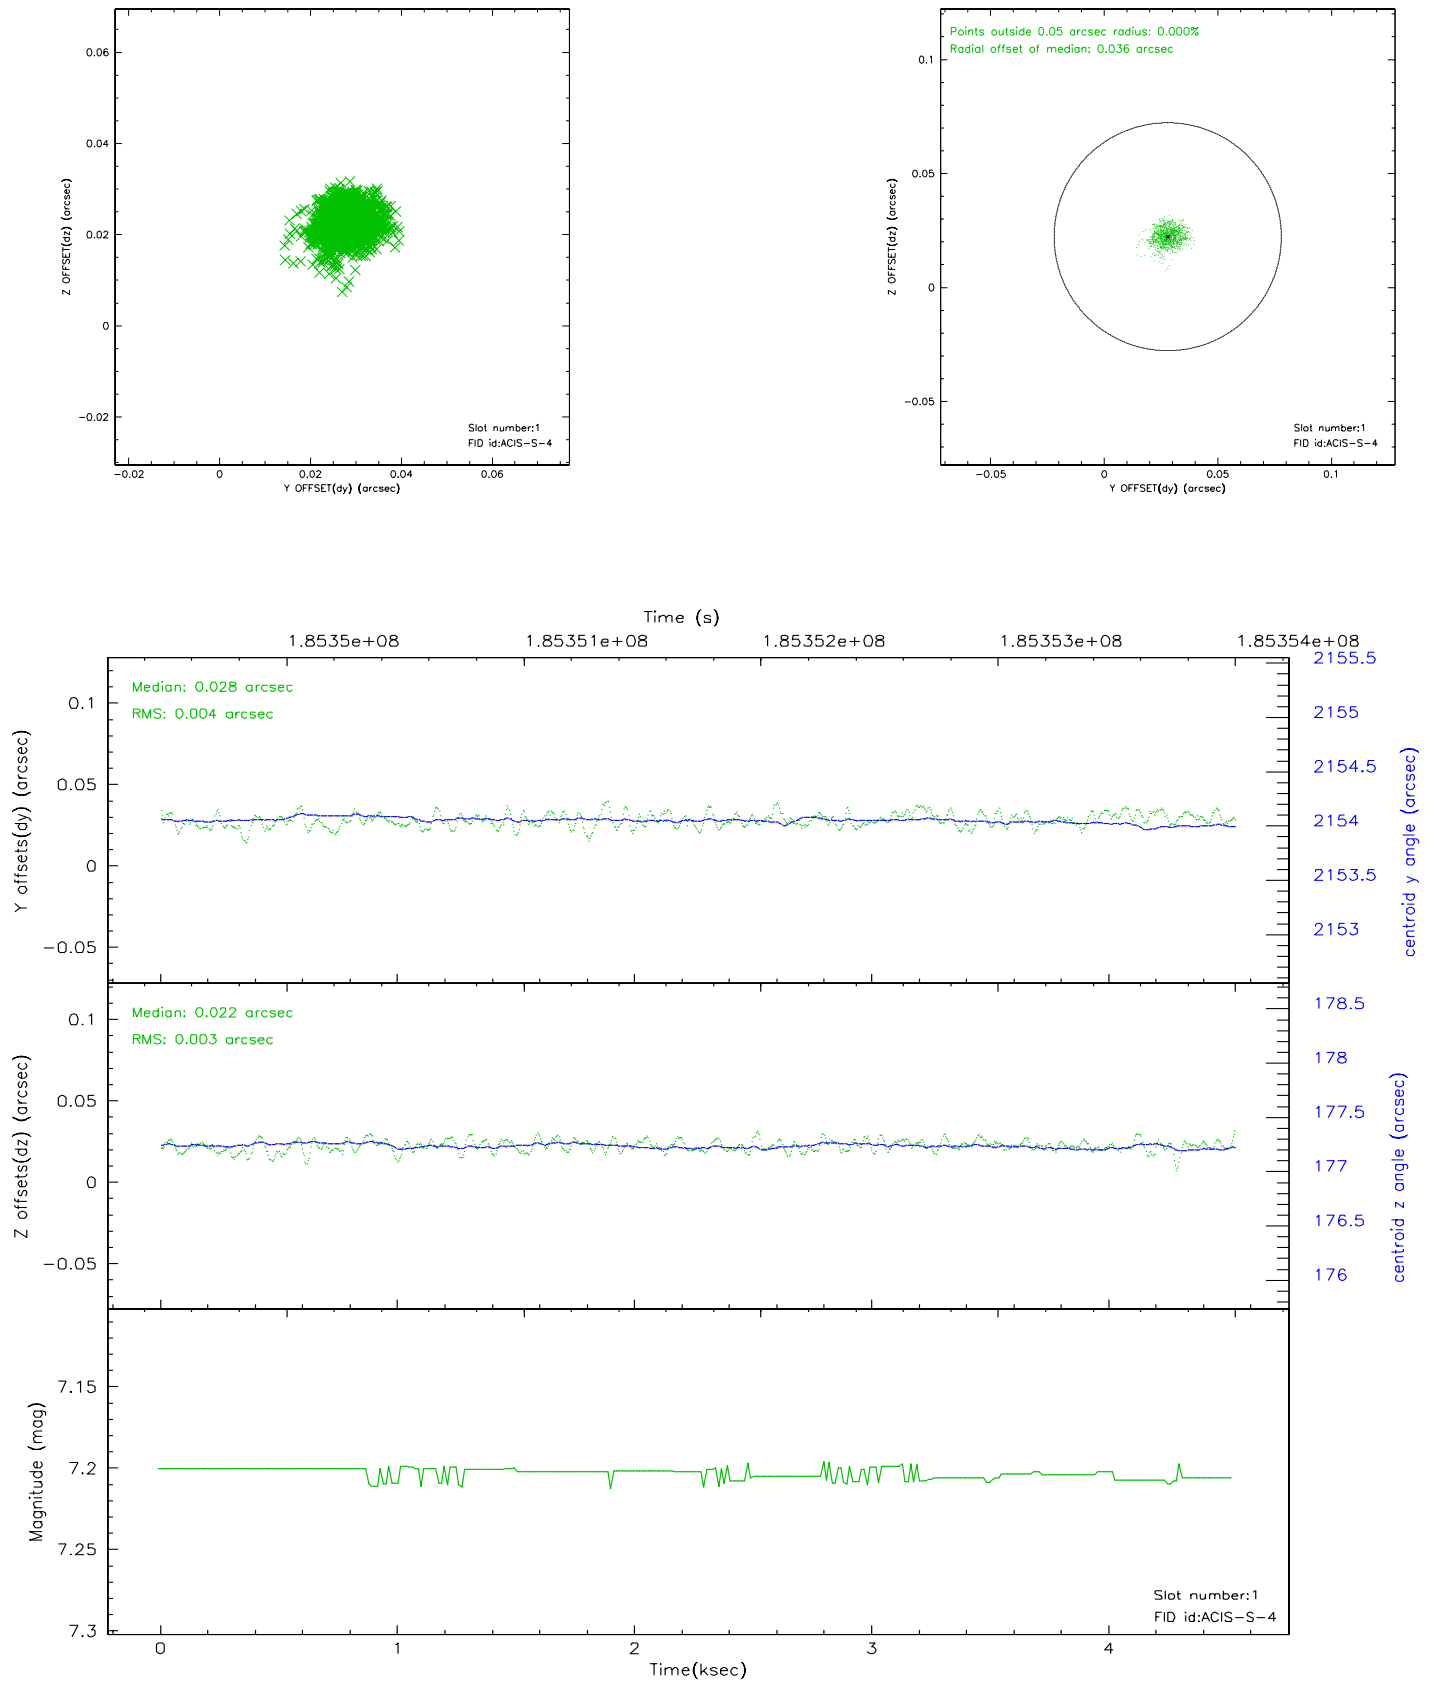 0.06
0.04
0.02
0
-0.02
Z OFFSET(dz) (arcsec)
Slot number:1
FID id:ACIS-S-4
-0.02 0 0.02 0.04 0.06
Y OFFSET(dy) (arcsec)
Points outside 0.05 arcsec radius: 0.000%
Radial offset of median: 0.036 arcsec
0.1
0.05
0
-0.05
Z OFFSET(dz) (arcsec)
Slot number:1
FID id:ACIS-S-4
-0.05 0 0.05 0.1
Y OFFSET(dy) (arcsec)
Time (s)
1.8535e+08 1.85351e+08 1.85352e+08 1.85353e+08 1.85354e+08
Median: 0.028 arcsec
RMS: 0.004 arcsec
0.1
0.05
0
-0.05
Y offsets(dy) (arcsec)
2155.5
2155
2154.5
2154
2153.5
2153
centroid y angle (arcsec)
Median: 0.022 arcsec
RMS: 0.003 arcsec
0.1
0.05
0
-0.05
Z offsets(dz) (arcsec)
178.5
178
177.5
177
176.5
176
centroid z angle (arcsec)
7.15
7.2
7.25
7.3
Magnitude (mag)
Slot number:1
FID id:ACIS-S-4
0 1 2 3 4
Time(ksec)